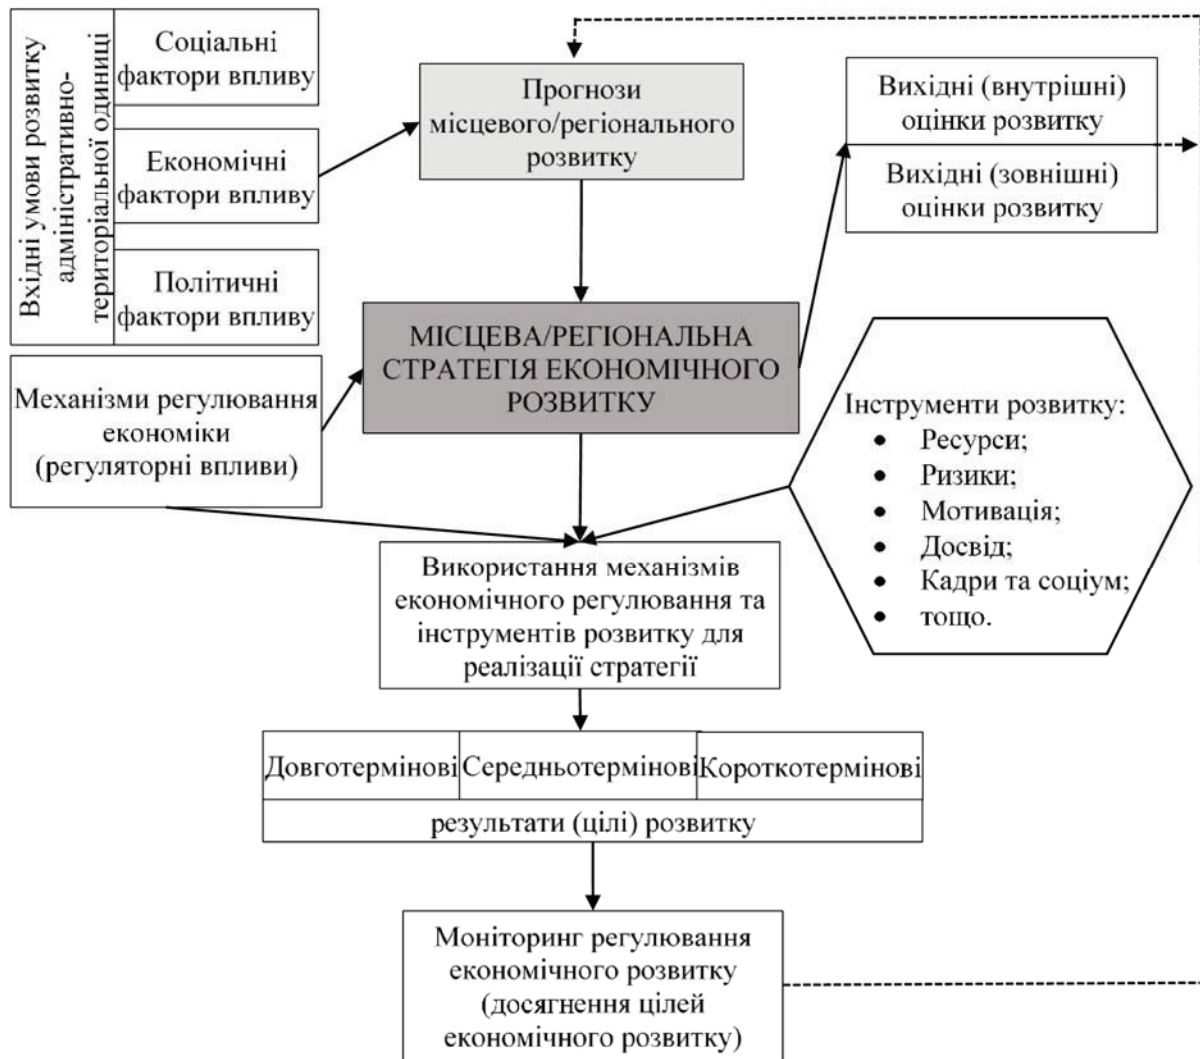 Вхідні умови розвитку
адміністративно-
територіальної одиниці
Соціальні
фактори впливу
Економічні
фактори впливу
Політичні
фактори впливу
Прогнози
місцевого/регіонального
розвитку
Вихідні (внутрішні)
оцінки розвитку
Вихідні (зовнішні)
оцінки розвитку
МІСЦЕВА/РЕГІОНАЛЬНА
СТРАТЕГІЯ ЕКОНОМІЧНОГО
РОЗВИТКУ
Механізми регулювання
економіки
(регуляторні впливи)
Інструменти розвитку:
• Ресурси;
• Ризики;
• Мотивація;
• Досвід;
• Кадри та соціум;
• тощо.
Використання механізмів
економічного регулювання та
інструментів розвитку для
реалізації стратегії
Довготермінові Середньотермінові Короткотермінові
результати (цілі) розвитку
Моніторинг регулювання
економічного розвитку
(досягнення цілей
економічного розвитку)